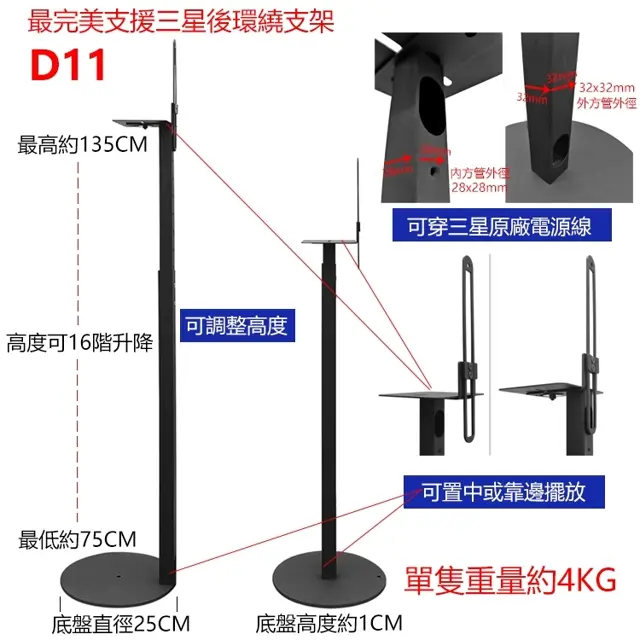 最完美支援三星後環繞支架
D11
最高約135CM
高度可16階升降
最低約75CM
底盤直徑25CM
可調整高度
底盤高度約1CM
32mm
32mm
32x32mm
外方管外徑
28mm
內方管外徑
28x28mm
可穿三星原廠電源線
可置中或靠邊擺放
單隻重量約4KG